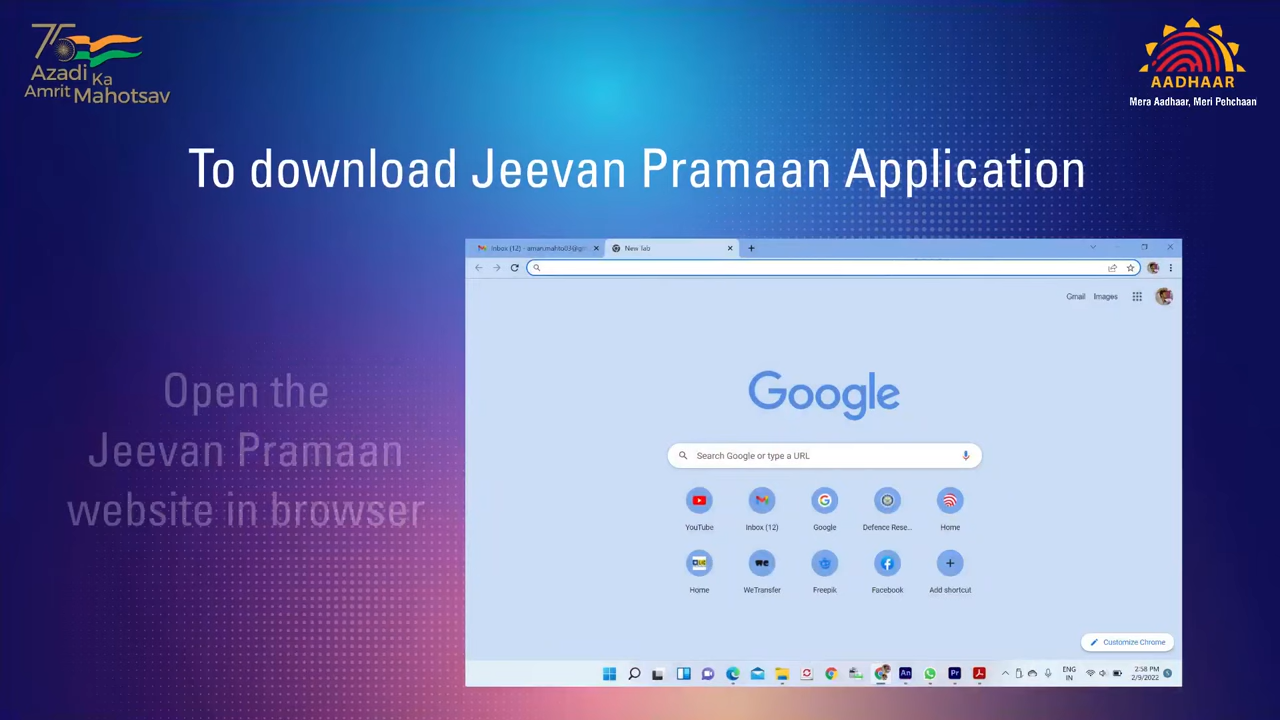 75
Azadi Ka
Amrit Mahotsav
AADHAAR
Mera Aadhaar, Meri Pehchaan
To download Jeevan Pramaan Application
Open the
Jeevan Pramaan
website in browser
Inbox (12) - aman.mahto03@g
New Tab
Gmail Images
Google
Search Google or type a URL
YouTube Inbox (12) Google Defence Rese... Home
Home WeTransfer Freepik Facebook Add shortcut
Customize Chrome
ENG
IN
2:58 PM
2/9/2022